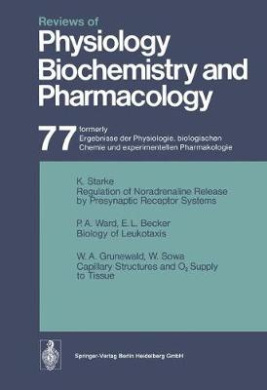 Reviews of
Physiology
Biochemistry and
Pharmacology
77 formerly
Ergebnisse der Physiologie, biologischen
Chemie und experimentellen Pharmakologie
K. Starke
Regulation of Noradrenaline Release
by Presynaptic Receptor Systems
P.A. Ward, E. L. Becker
Biology of Leukotaxis
W. A. Grunewald, W. Sowa
Capillary Structures and O₂ Supply
to Tissue
Springer-Verlag Berlin Heidelberg GmbH